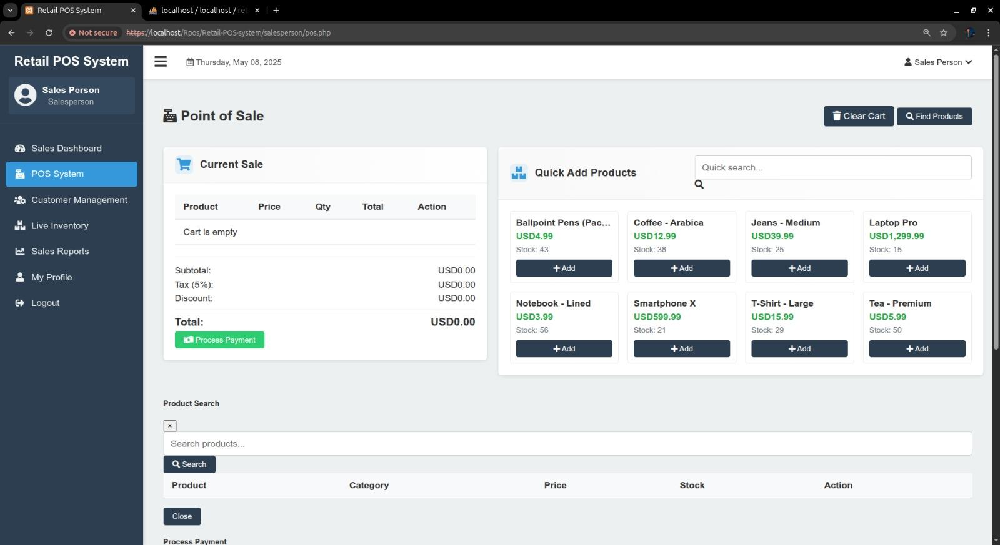 Retail POS System
localhost / localhost / ret
Not secure
https://localhost/Rpos/Retail-POS-system/salesperson/pos.php
Retail POS System
Sales Person
Salesperson
Sales Dashboard
POS System
Customer Management
Live Inventory
Sales Reports
My Profile
Logout
Thursday, May 08, 2025
Sales Person
Point of Sale
Clear Cart
Find Products
Current Sale
Product Price Qty Total Action
Cart is empty
Subtotal: USD0.00
Tax (5%): USD0.00
Discount: USD0.00
Total: USD0.00
Process Payment
Quick Add Products
Quick search...
Ballpoint Pens (Pac...
USD4.99
Stock: 43
Add
Coffee - Arabica
USD12.99
Stock: 38
Add
Jeans - Medium
USD39.99
Stock: 25
Add
Laptop Pro
USD1,299.99
Stock: 15
Add
Notebook - Lined
USD3.99
Stock: 56
Add
Smartphone X
USD599.99
Stock: 21
Add
T-Shirt - Large
USD15.99
Stock: 29
Add
Tea - Premium
USD5.99
Stock: 50
Add
Product Search
×
Search products...
Search
Product Category Price Stock Action
Close
Process Payment